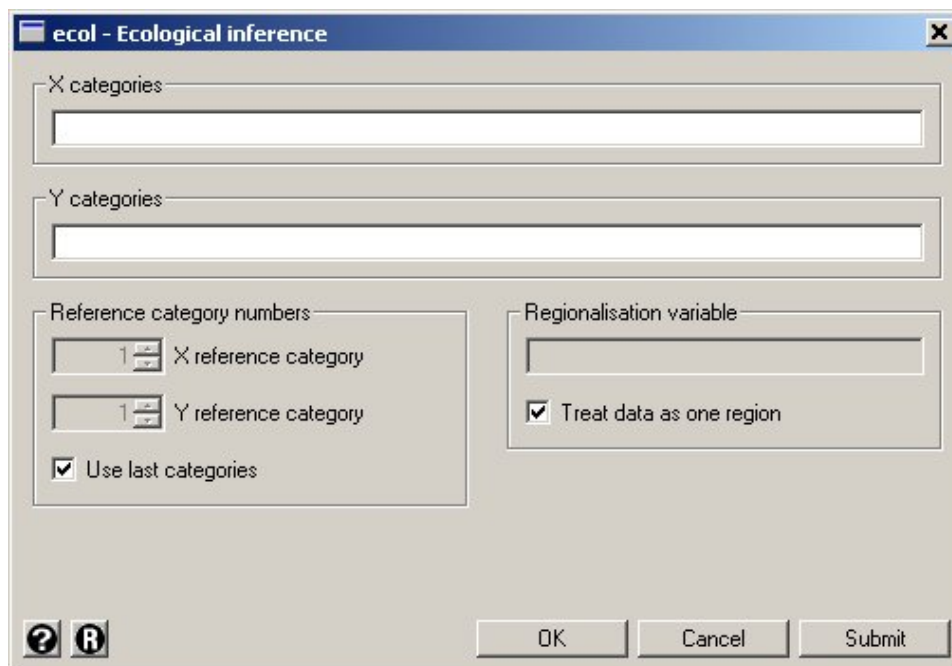 ecol - Ecological inference
X categories
Y categories
Reference category numbers
1 X reference category
1 Y reference category
Use last categories
Regionalisation variable
Treat data as one region
? R
OK Cancel Submit